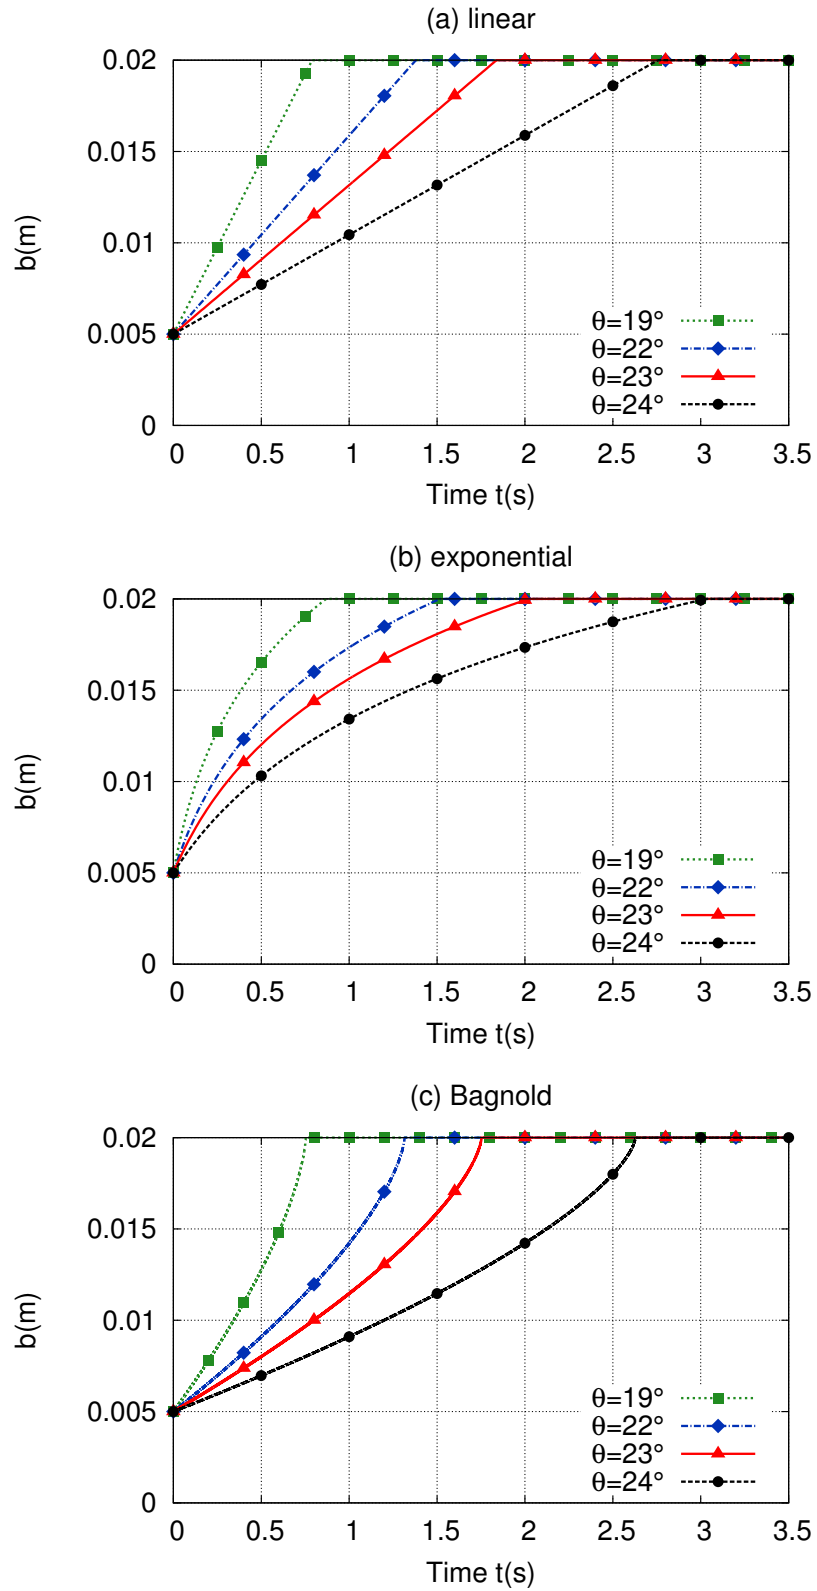 (a) linear
0.02
0.015
0.01
0.005
0
b(m)
θ=19°
θ=22°
θ=23°
θ=24°
0 0.5 1 1.5 2 2.5 3 3.5
Time t(s)
(b) exponential
0.02
0.015
0.01
0.005
0
b(m)
θ=19°
θ=22°
θ=23°
θ=24°
0 0.5 1 1.5 2 2.5 3 3.5
Time t(s)
(c) Bagnold
0.02
0.015
0.01
0.005
0
b(m)
θ=19°
θ=22°
θ=23°
θ=24°
0 0.5 1 1.5 2 2.5 3 3.5
Time t(s)